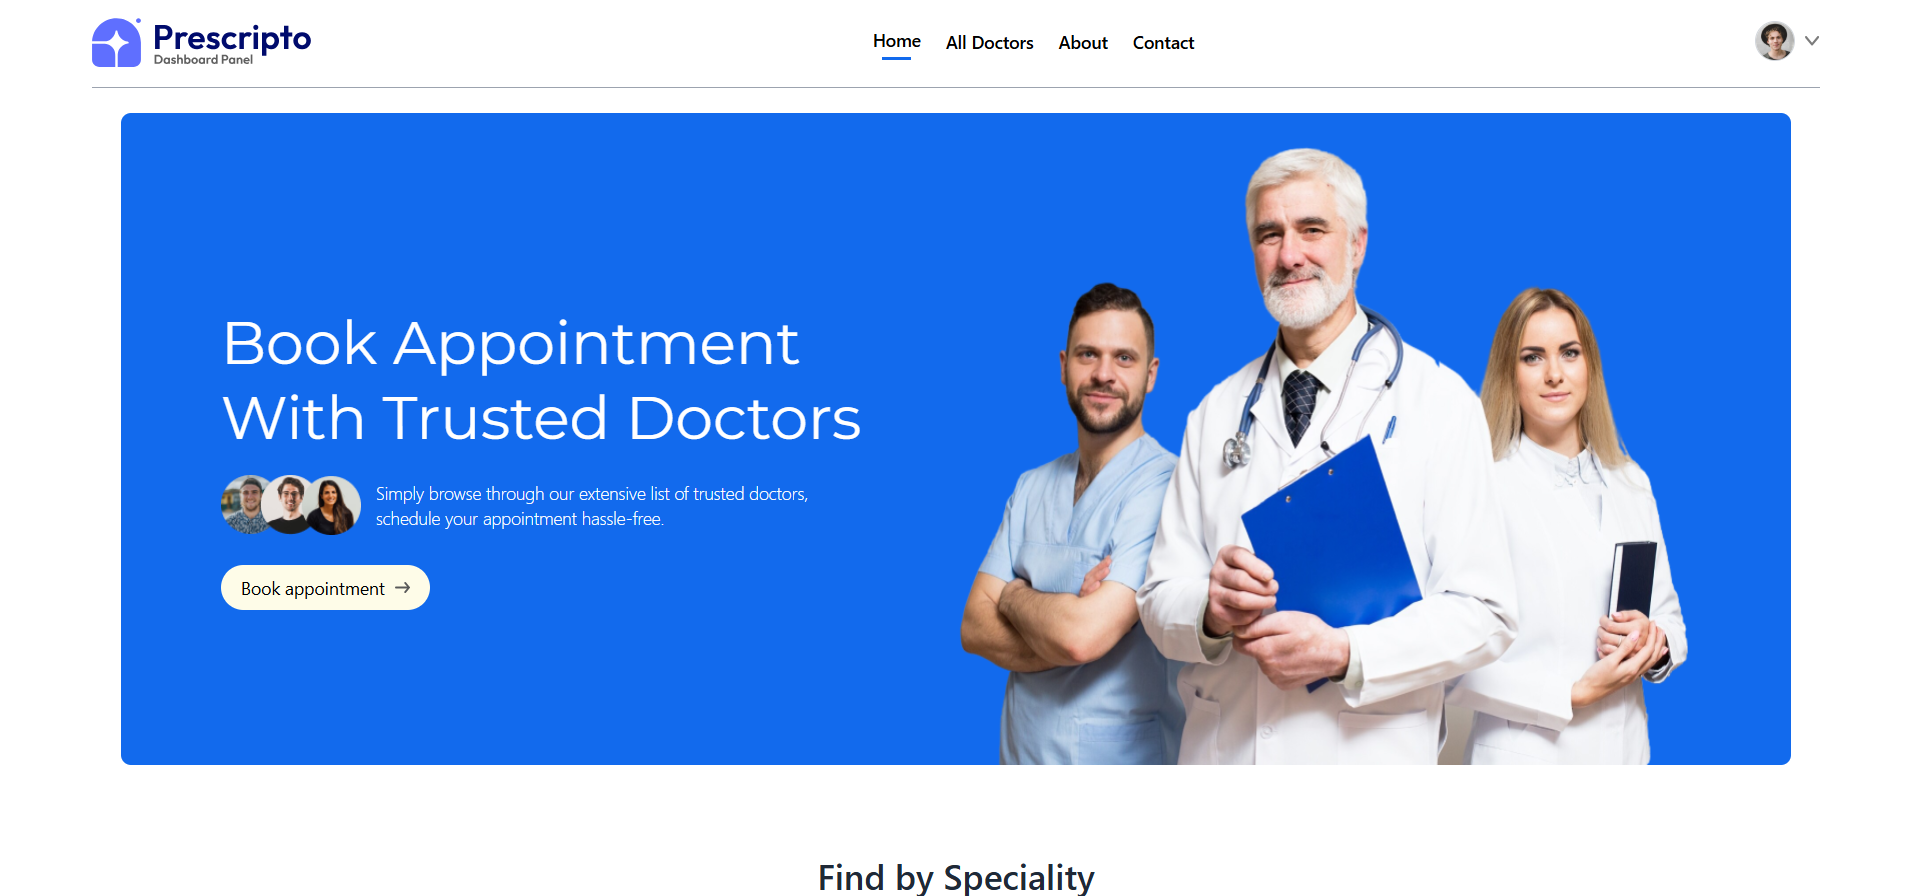 Prescripto
Dashboard Panel
Home
All Doctors
About
Contact
Book Appointment
With Trusted Doctors
Simply browse through our extensive list of trusted doctors,
schedule your appointment hassle-free.
Book appointment →
Find by Speciality